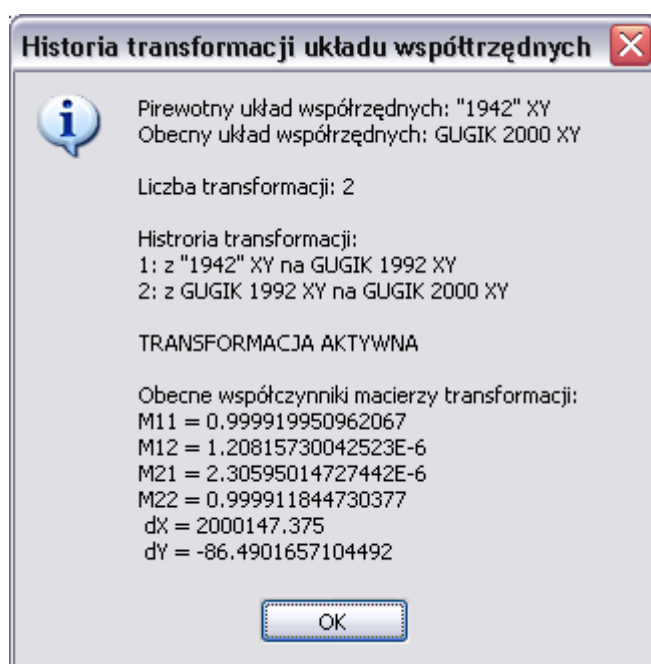 Historia transformacji układu współtrzędnych
Pirewotny układ współrzędnych: "1942" XY
Obecny układ współrzędnych: GUGIK 2000 XY
Liczba transformacji: 2
Histroria transformacji:
1: z "1942" XY na GUGIK 1992 XY
2: z GUGIK 1992 XY na GUGIK 2000 XY
TRANSFORMACJA AKTYWNA
Obecne współczynniki macierzy transformacji:
M11 = 0.999919950962067
M12 = 1.20815730042523E-6
M21 = 2.30595014727442E-6
M22 = 0.999911844730377
dX = 2000147.375
dY = -86.4901657104492
OK